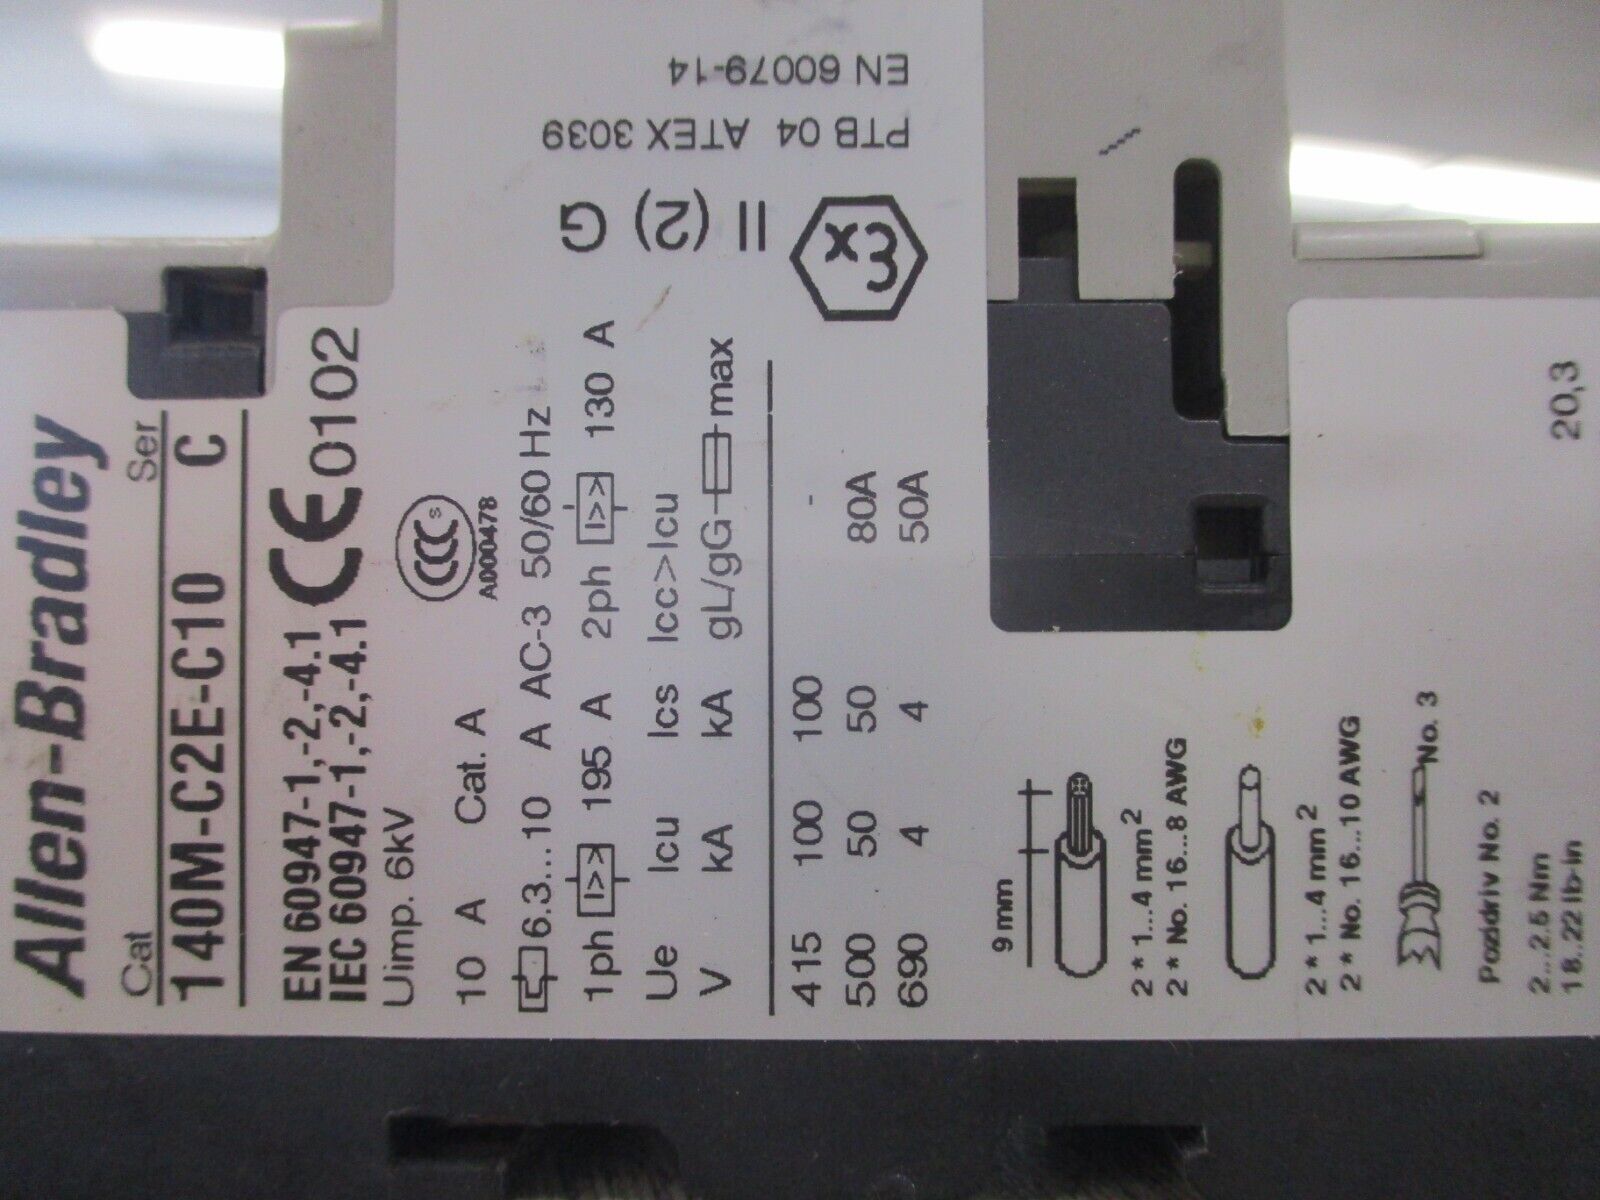 Allen-Bradley
Cat Ser
140M-C2E-C10 C
EN 60947-1,-2,-4.1
IEC 60947-1,-2,-4.1
CE 0102
Uimp. 6kV
CCC S
A000478
10 A Cat. A
6.3...10 A AC-3 50/60 Hz
1ph I>> 195 A 2ph I>> 130 A
Ue Icu Ics Icc>Icu
V kA kA gL/gG max
415 100 100 -
500 50 50 80A
690 4 4 50A
Ex II (2) G
PTB 04 ATEX 3039
EN 60079-14
9 mm
2 * 1...4 mm²
2 * No. 16...8 AWG
2 * 1...4 mm²
2 * No. 16...10 AWG
No. 3
Pozidriv No. 2
2...2.5 Nm
18..22 lb-in
20,3